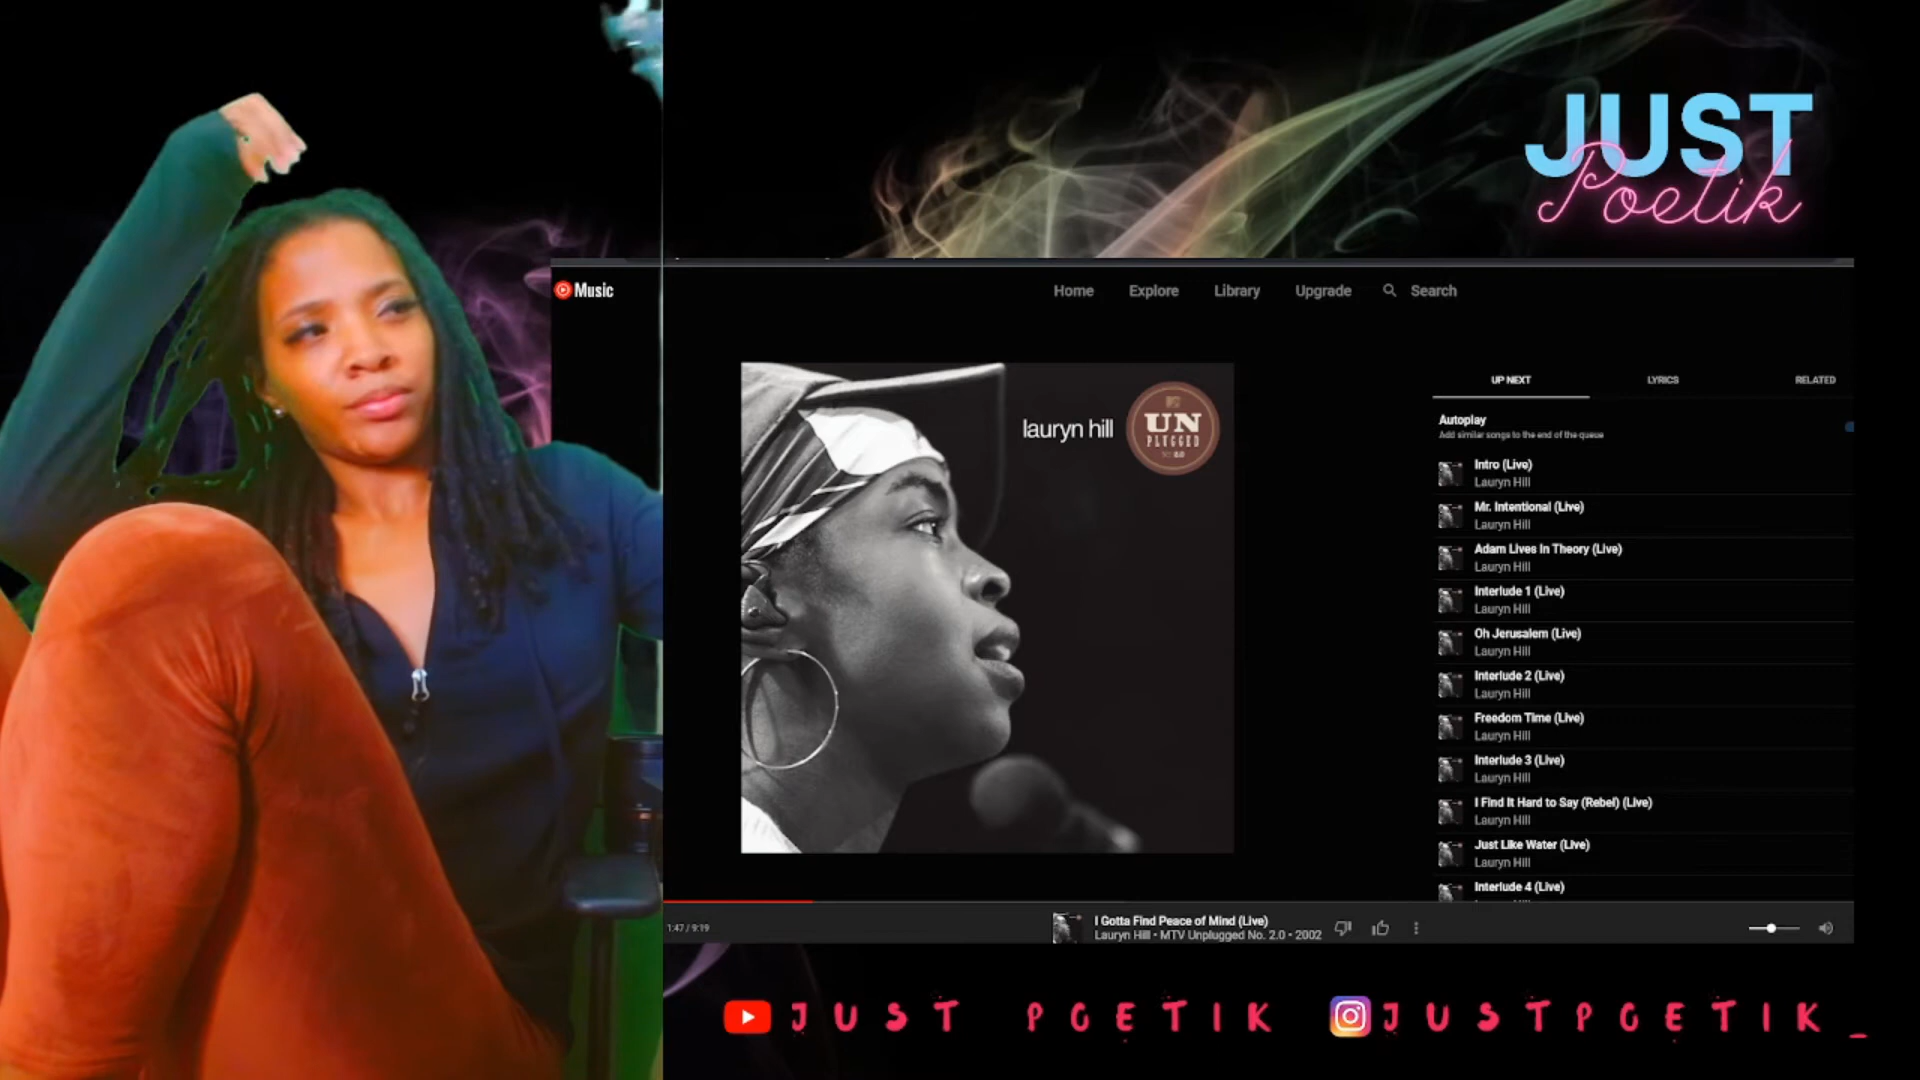 JUST
Poetik
Music
Home Explore Library Upgrade Search
lauryn hill
UN
PLUGGED
NO 2.0
UP NEXT LYRICS RELATED
Autoplay
Add similar songs to the end of the queue
Intro (Live)
Lauryn Hill
Mr. Intentional (Live)
Lauryn Hill
Adam Lives In Theory (Live)
Lauryn Hill
Interlude 1 (Live)
Lauryn Hill
Oh Jerusalem (Live)
Lauryn Hill
Interlude 2 (Live)
Lauryn Hill
Freedom Time (Live)
Lauryn Hill
Interlude 3 (Live)
Lauryn Hill
I Find It Hard to Say (Rebel) (Live)
Lauryn Hill
Just Like Water (Live)
Lauryn Hill
Interlude 4 (Live)
1:47 / 9:19
I Gotta Find Peace of Mind (Live)
Lauryn Hill • MTV Unplugged No. 2.0 • 2002
JUST POETIK JUSTPOETIK_